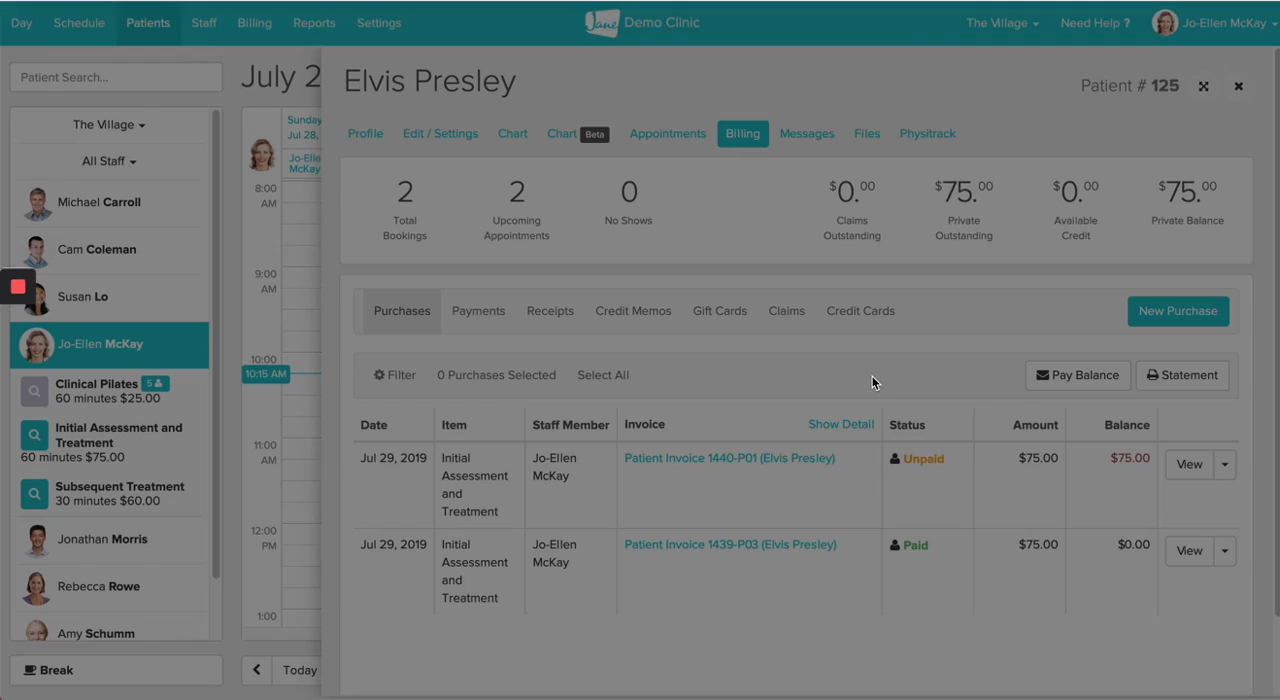 Day Schedule Patients Staff Billing Reports Settings
Jane Demo Clinic
The Village Need Help ? Jo-Ellen McKay
Patient Search...
The Village
All Staff
Michael Carroll
Cam Coleman
Susan Lo
Jo-Ellen McKay
Clinical Pilates 5
60 minutes $25.00
Initial Assessment and
Treatment
60 minutes $75.00
Subsequent Treatment
30 minutes $60.00
Jonathan Morris
Rebecca Rowe
Amy Schumm
Break
July 2
Sunday
Jul 28,
Jo-Elle
McKay
8:00
AM
9:00
AM
10:00
10:15 AM
11:00
AM
12:00
PM
1:00
Today
Elvis Presley
Patient # 125
Profile Edit / Settings Chart Chart Beta Appointments Billing Messages Files Physitrack
2
Total
Bookings
2
Upcoming
Appointments
0
No Shows
$0.00
Claims
Outstanding
$75.00
Private
Outstanding
$0.00
Available
Credit
$75.00
Private Balance
Purchases Payments Receipts Credit Memos Gift Cards Claims Credit Cards
New Purchase
Filter 0 Purchases Selected Select All
Pay Balance Statement
Date Item Staff Member Invoice Show Detail Status Amount Balance
Jul 29, 2019
Initial
Assessment
and
Treatment
Jo-Ellen
McKay
Patient Invoice 1440-P01 (Elvis Presley)
Unpaid
$75.00
$75.00
View
Jul 29, 2019
Initial
Assessment
and
Treatment
Jo-Ellen
McKay
Patient Invoice 1439-P03 (Elvis Presley)
Paid
$75.00
$0.00
View